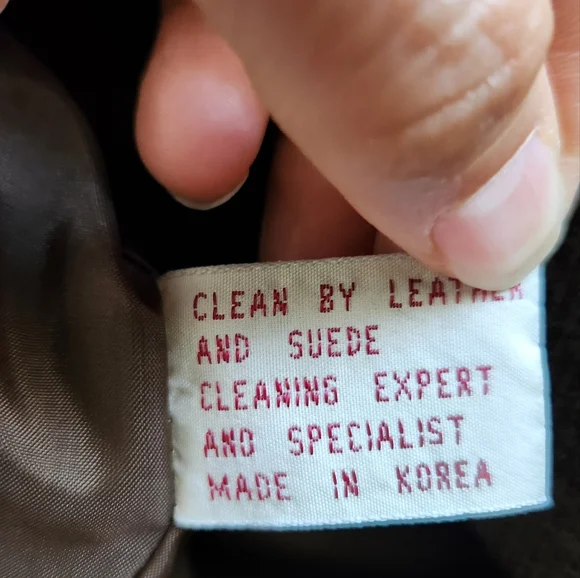 CLEAN BY LEATHER
AND SUEDE
CLEANING EXPERT
AND SPECIALIST
MADE IN KOREA